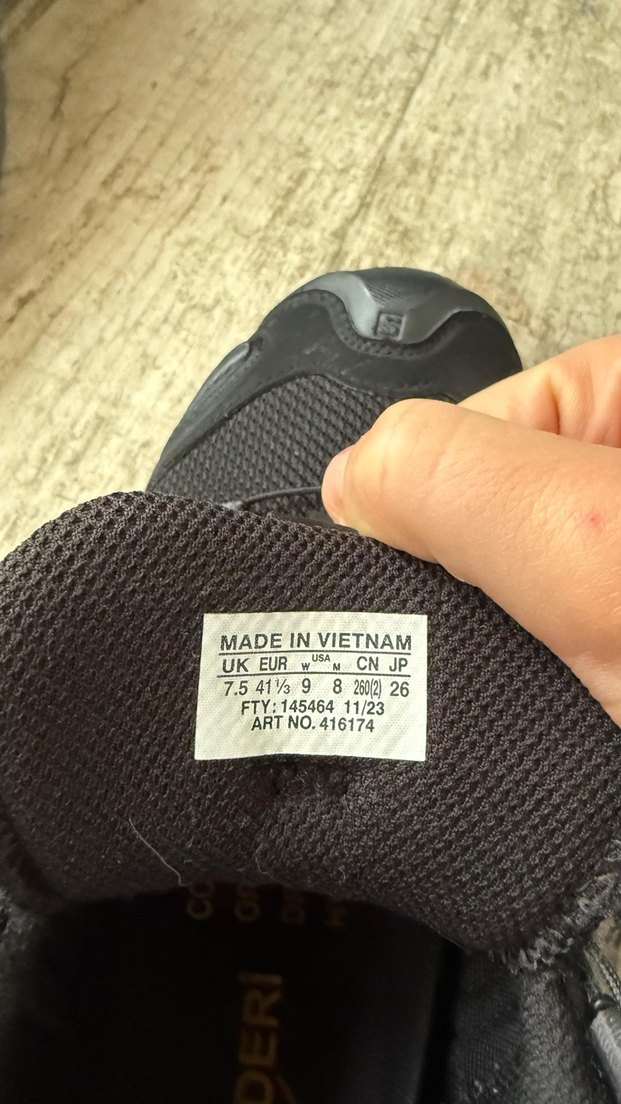 MADE IN VIETNAM
UK EUR W USA M CN JP
7.5 41⅓ 9 8 260(2) 26
FTY: 145464 11/23
ART NO. 416174